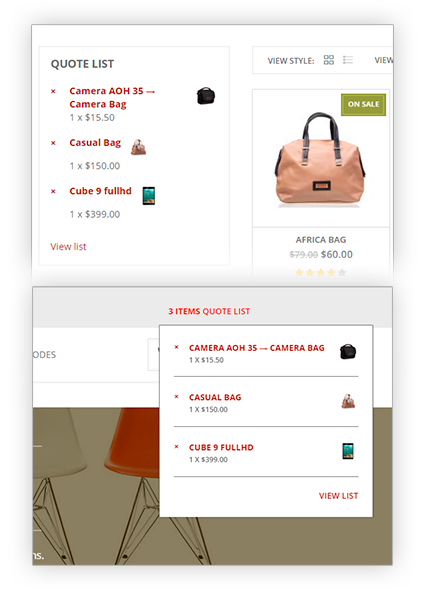 QUOTE LIST
× Camera AOH 35 —
Camera Bag
1 x $15.50
× Casual Bag
1 x $150.00
× Cube 9 fullhd
1 x $399.00
View list
VIEW STYLE:
VIEW
ON SALE
AFRICA BAG
$79.00 $60.00
3 ITEMS QUOTE LIST
ODES
× CAMERA AOH 35 — CAMERA BAG
1 X $15.50
× CASUAL BAG
1 X $150.00
× CUBE 9 FULLHD
1 X $399.00
VIEW LIST
ns.